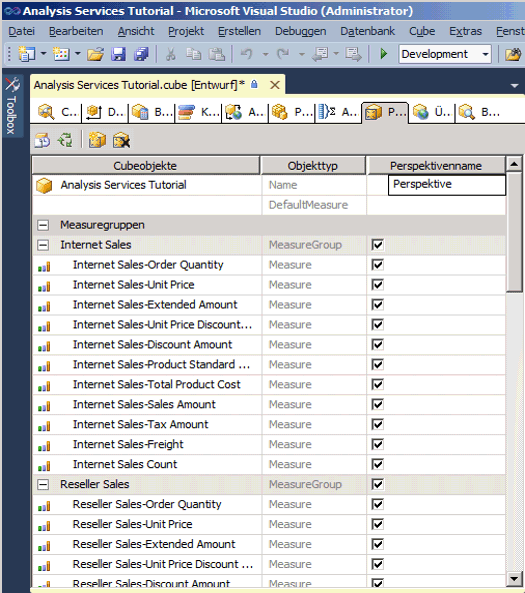 Analysis Services Tutorial - Microsoft Visual Studio (Administrator)
Datei Bearbeiten Ansicht Projekt Erstellen Debuggen Datenbank Cube Extras Fenst
Development
Toolbox
Analysis Services Tutorial.cube [Entwurf]*
C... D... B... K... A... P... A... P... Ü... B...
Cubeobjekte Objekttyp Perspektivenname
Analysis Services Tutorial Name Perspektive
DefaultMeasure
Measuregruppen
Internet Sales MeasureGroup
Internet Sales-Order Quantity Measure
Internet Sales-Unit Price Measure
Internet Sales-Extended Amount Measure
Internet Sales-Unit Price Discount... Measure
Internet Sales-Discount Amount Measure
Internet Sales-Product Standard ... Measure
Internet Sales-Total Product Cost Measure
Internet Sales-Sales Amount Measure
Internet Sales-Tax Amount Measure
Internet Sales-Freight Measure
Internet Sales Count Measure
Reseller Sales MeasureGroup
Reseller Sales-Order Quantity Measure
Reseller Sales-Unit Price Measure
Reseller Sales-Extended Amount Measure
Reseller Sales-Unit Price Discount ... Measure
Reseller Sales-Discount Amount Measure